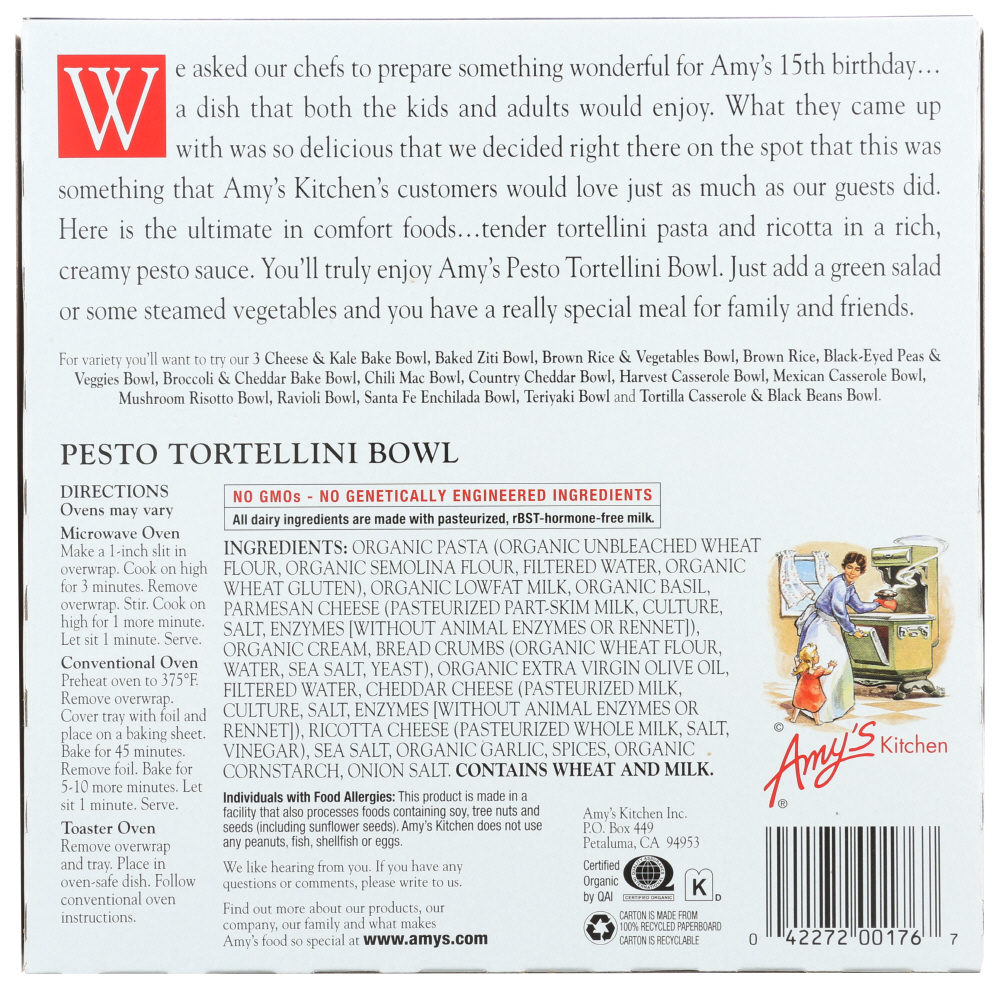 We asked our chefs to prepare something wonderful for Amy's 15th birthday...
a dish that both the kids and adults would enjoy. What they came up
with was so delicious that we decided right there on the spot that this was
something that Amy's Kitchen's customers would love just as much as our guests did.
Here is the ultimate in comfort foods...tender tortellini pasta and ricotta in a rich,
creamy pesto sauce. You'll truly enjoy Amy's Pesto Tortellini Bowl. Just add a green salad
or some steamed vegetables and you have a really special meal for family and friends.
For variety you'll want to try our 3 Cheese & Kale Bake Bowl, Baked Ziti Bowl, Brown Rice & Vegetables Bowl, Brown Rice, Black-Eyed Peas &
Veggies Bowl, Broccoli & Cheddar Bake Bowl, Chili Mac Bowl, Country Cheddar Bowl, Harvest Casserole Bowl, Mexican Casserole Bowl,
Mushroom Risotto Bowl, Ravioli Bowl, Santa Fe Enchilada Bowl, Teriyaki Bowl and Tortilla Casserole & Black Beans Bowl.
PESTO TORTELLINI BOWL
DIRECTIONS
Ovens may vary
Microwave Oven
Make a 1-inch slit in
overwrap. Cook on high
for 3 minutes. Remove
overwrap. Stir. Cook on
high for 1 more minute.
Let sit 1 minute. Serve.
Conventional Oven
Preheat oven to 375°F.
Remove overwrap.
Cover tray with foil and
place on a baking sheet.
Bake for 45 minutes.
Remove foil. Bake for
5-10 more minutes. Let
sit 1 minute. Serve.
Toaster Oven
Remove overwrap
and tray. Place in
oven-safe dish. Follow
conventional oven
instructions.
NO GMOs - NO GENETICALLY ENGINEERED INGREDIENTS
All dairy ingredients are made with pasteurized, rBST-hormone-free milk.
INGREDIENTS: ORGANIC PASTA (ORGANIC UNBLEACHED WHEAT
FLOUR, ORGANIC SEMOLINA FLOUR, FILTERED WATER, ORGANIC
WHEAT GLUTEN), ORGANIC LOWFAT MILK, ORGANIC BASIL,
PARMESAN CHEESE (PASTEURIZED PART-SKIM MILK, CULTURE,
SALT, ENZYMES [WITHOUT ANIMAL ENZYMES OR RENNET]),
ORGANIC CREAM, BREAD CRUMBS (ORGANIC WHEAT FLOUR,
WATER, SEA SALT, YEAST), ORGANIC EXTRA VIRGIN OLIVE OIL,
FILTERED WATER, CHEDDAR CHEESE (PASTEURIZED MILK,
CULTURE, SALT, ENZYMES [WITHOUT ANIMAL ENZYMES OR
RENNET]), RICOTTA CHEESE (PASTEURIZED WHOLE MILK, SALT,
VINEGAR), SEA SALT, ORGANIC GARLIC, SPICES, ORGANIC
CORNSTARCH, ONION SALT. CONTAINS WHEAT AND MILK.
Individuals with Food Allergies: This product is made in a
facility that also processes foods containing soy, tree nuts and
seeds (including sunflower seeds). Amy's Kitchen does not use
any peanuts, fish, shellfish or eggs.
We like hearing from you. If you have any
questions or comments, please write to us.
Find out more about our products, our
company, our family and what makes
Amy's food so special at www.amys.com
Amy's Kitchen Inc.
P.O. Box 449
Petaluma, CA 94953
Certified
Organic
by QAI
CERTIFIED ORGANIC
K D
CARTON IS MADE FROM
100% RECYCLED PAPERBOARD
CARTON IS RECYCLABLE
© Amy's Kitchen ®
0 42272 00176 7